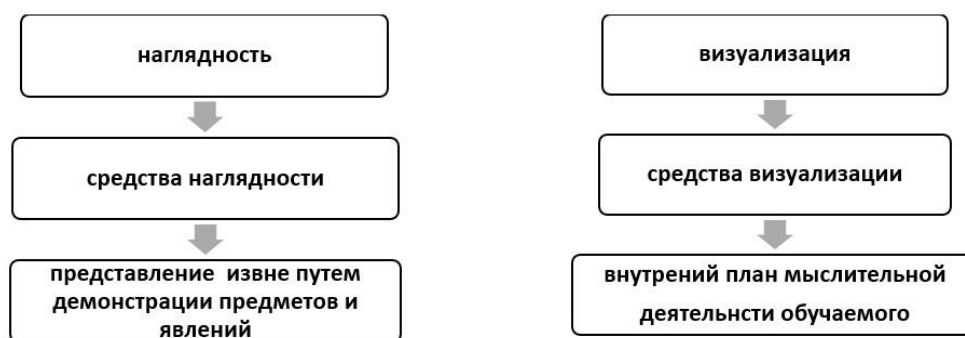 наглядность
средства наглядности
представление извне путем
демонстрации предметов и
явлений
визуализация
средства визуализации
внутрений план мыслительной
деятельнсти обучаемого